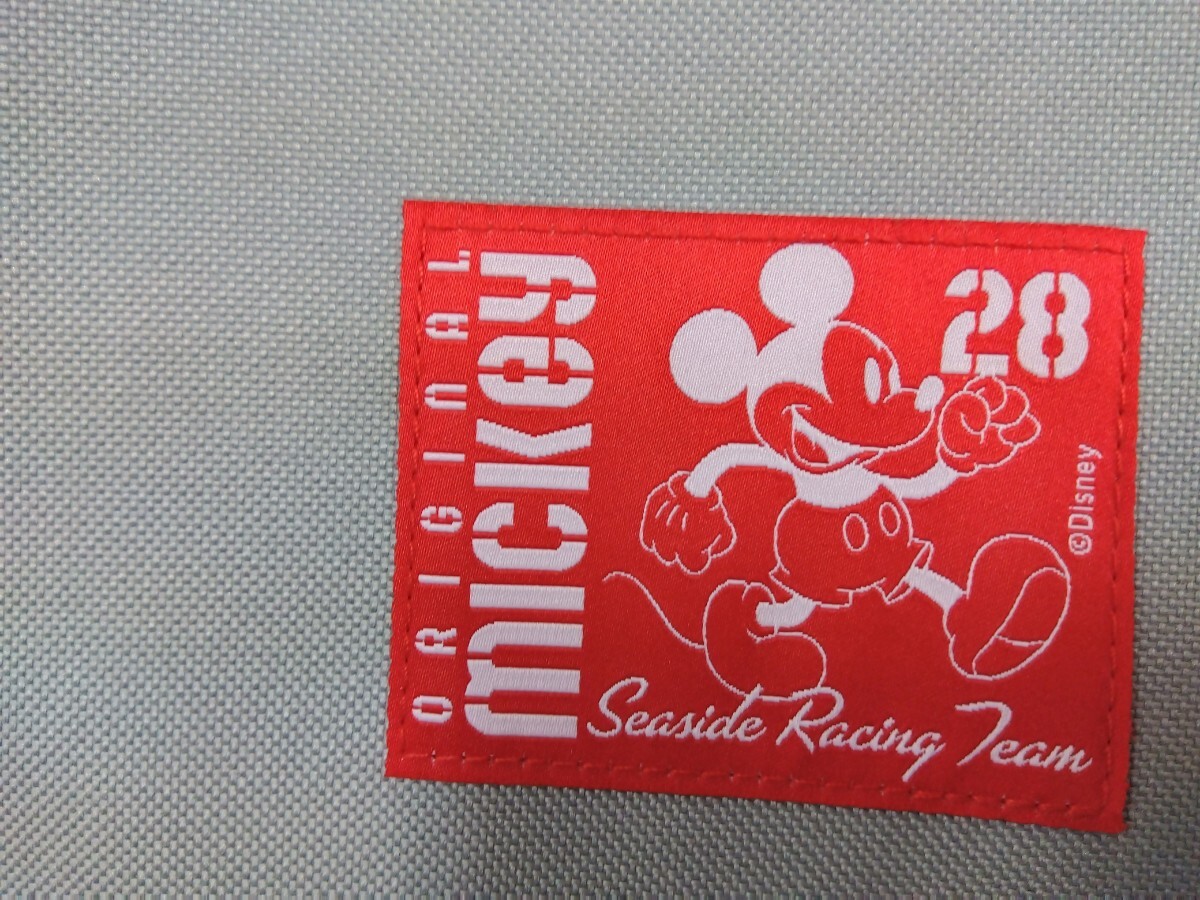 ORIGINAL
MICKEY
28
©Disney
Seaside Racing Team